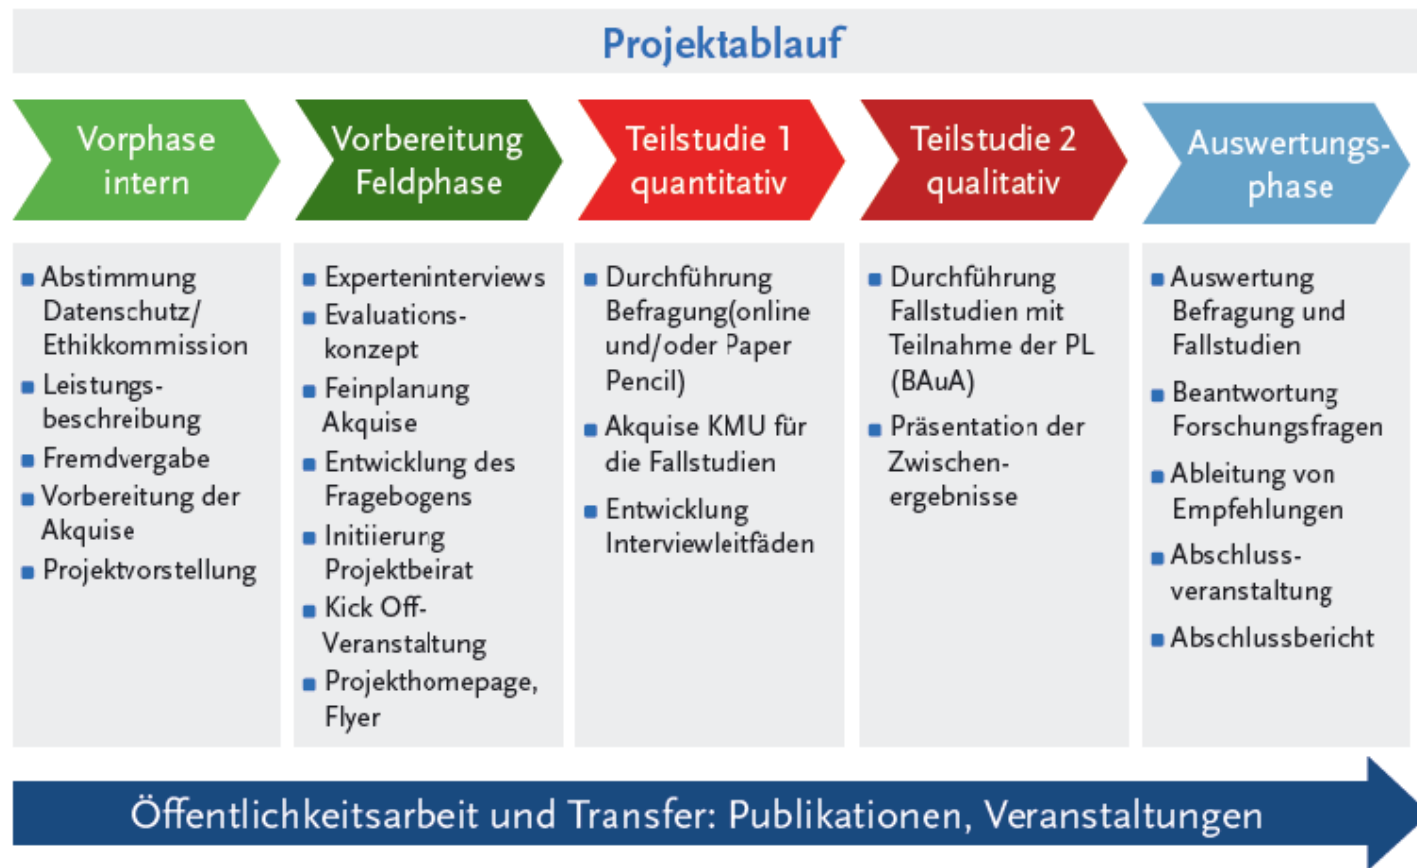 Projektablauf
Vorphase
intern
Vorbereitung
Feldphase
Teilstudie 1
quantitativ
Teilstudie 2
qualitativ
Auswertungs-
phase
Abstimmung
Datenschutz/
Ethikkommission
Leistungs-
beschreibung
Fremdvergabe
Vorbereitung der
Akquise
Projektvorstellung
Experteninterviews
Evaluations-
konzept
Feinplanung
Akquise
Entwicklung des
Fragebogens
Initiierung
Projektbeirat
Kick Off-
Veranstaltung
Projekthomepage,
Flyer
Durchführung
Befragung(online
und/oder Paper
Pencil)
Akquise KMU für
die Fallstudien
Entwicklung
Interviewleitfäden
Durchführung
Fallstudien mit
Teilnahme der PL
(BAuA)
Präsentation der
Zwischen-
ergebnisse
Auswertung
Befragung und
Fallstudien
Beantwortung
Forschungsfragen
Ableitung von
Empfehlungen
Abschluss-
veranstaltung
Abschlussbericht
Öffentlichkeitsarbeit und Transfer: Publikationen, Veranstaltungen